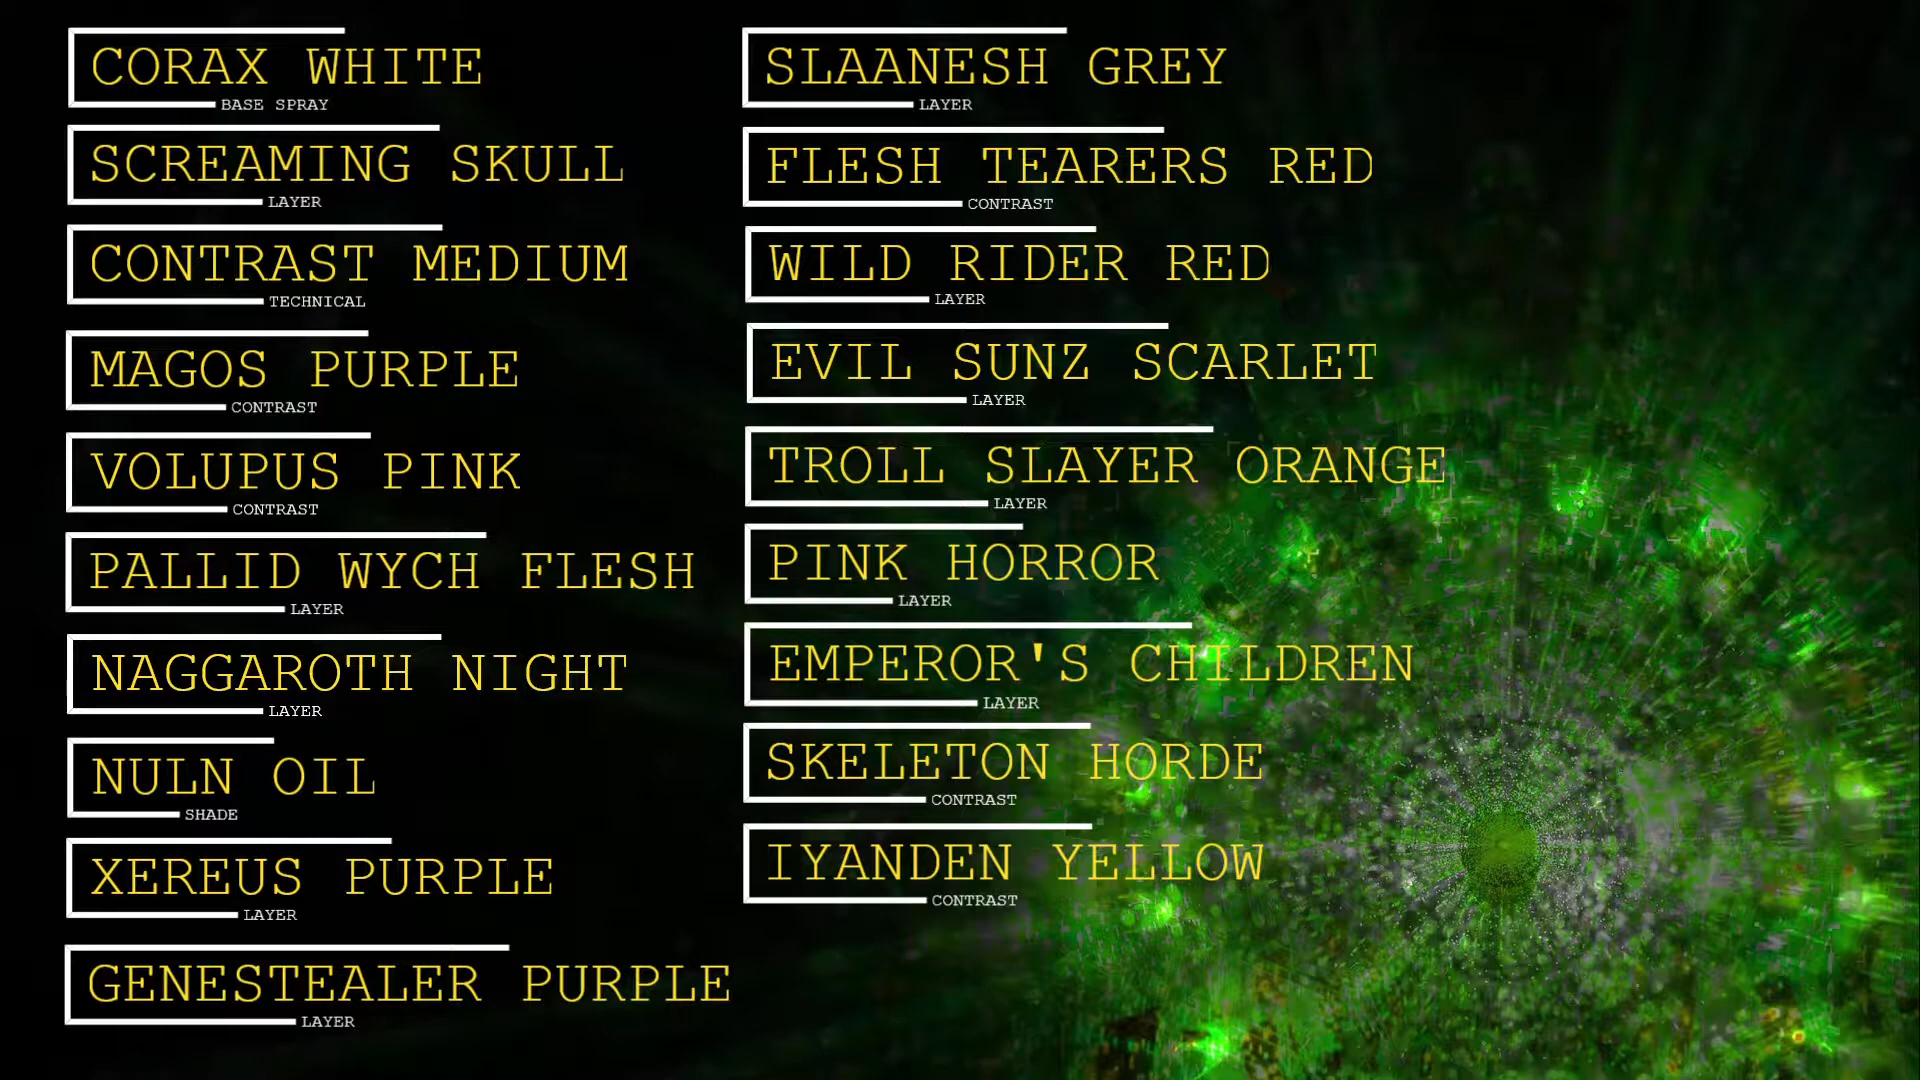 CORAX WHITE
BASE SPRAY
SCREAMING SKULL
LAYER
CONTRAST MEDIUM
TECHNICAL
MAGOS PURPLE
CONTRAST
VOLUPUS PINK
CONTRAST
PALLID WYCH FLESH
LAYER
NAGGAROTH NIGHT
LAYER
NULN OIL
SHADE
XEREUS PURPLE
LAYER
GENESTEALER PURPLE
LAYER
SLAANESH GREY
LAYER
FLESH TEARERS RED
CONTRAST
WILD RIDER RED
LAYER
EVIL SUNZ SCARLET
LAYER
TROLL SLAYER ORANGE
LAYER
PINK HORROR
LAYER
EMPEROR'S CHILDREN
LAYER
SKELETON HORDE
CONTRAST
IYANDEN YELLOW
CONTRAST